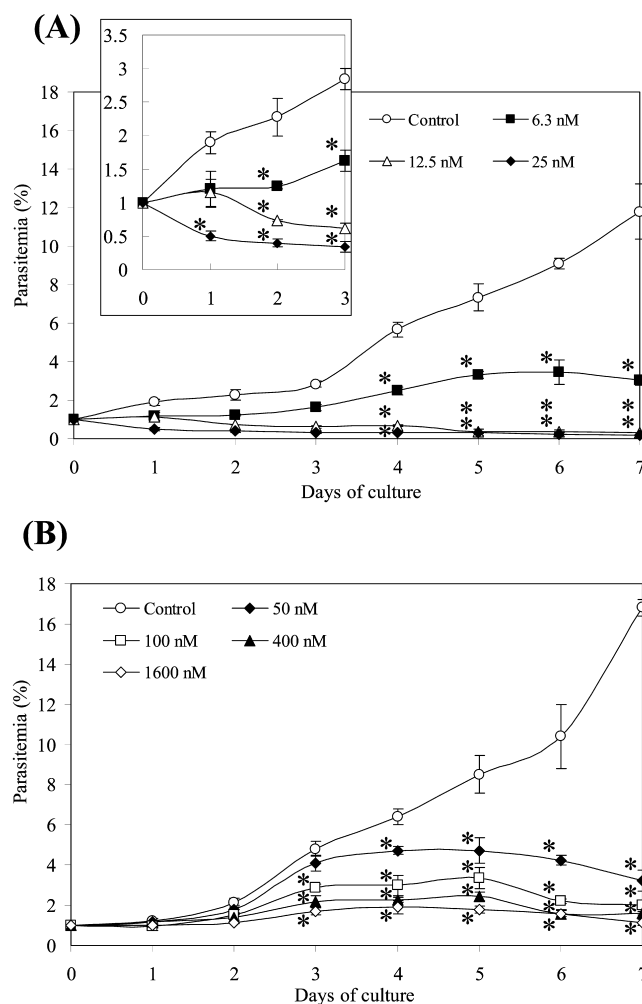 (A)
3.5
3
2.5
2
1.5
1
0.5
0
0 1 2 3
* * * * * * *
Parasitemia (%)
18
16
14
12
10
8
6
4
2
0
Control 6.3 nM
12.5 nM 25 nM
* * * *
* * * *
* * * *
0 1 2 3 4 5 6 7
Days of culture
(B)
Parasitemia (%)
18
16
14
12
10
8
6
4
2
0
Control 50 nM
100 nM 400 nM
1600 nM
* * * *
* * * * *
* * * * *
* * * * *
0 1 2 3 4 5 6 7
Days of culture